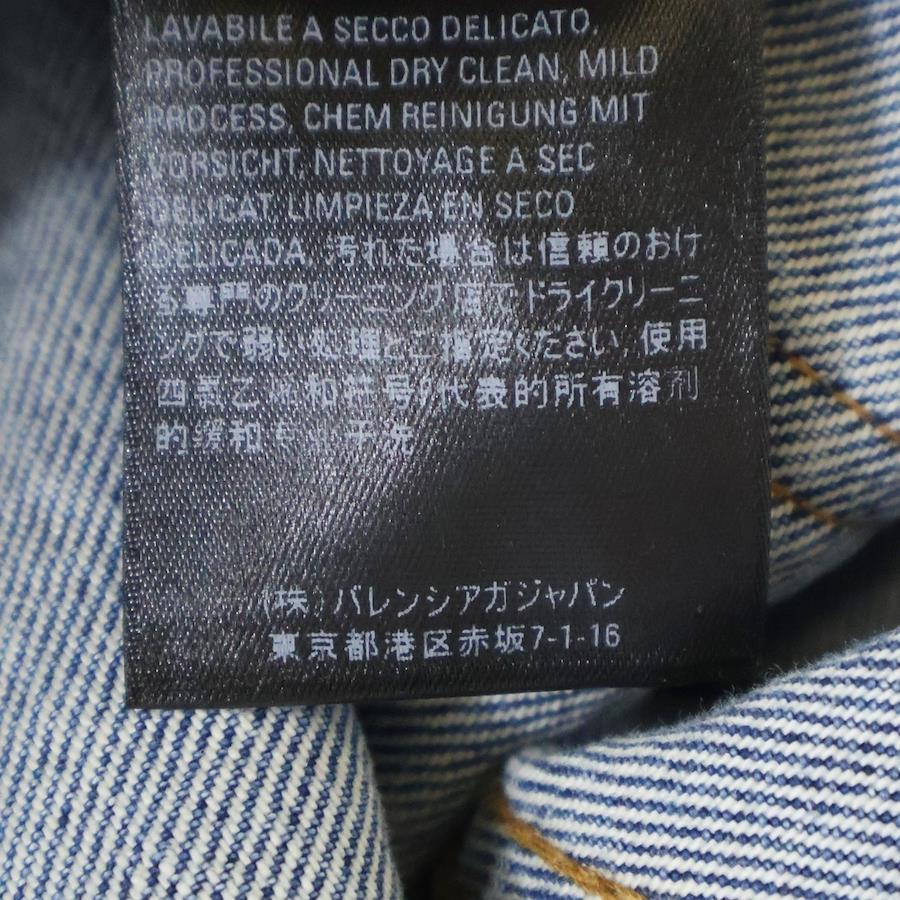 LAVABILE A SECCO DELICATO,
PROFESSIONAL DRY CLEAN, MILD
PROCESS, CHEM REINIGUNG MIT
VORSICHT, NETTOYAGE A SEC
DELICAT, LIMPIEZA EN SECO
DELICADA, 汚れた場合は信頼のおけ
る専門のクリーニング店でドライクリーニ
ングで弱い処理とご指定ください, 使用
四氯乙烯和符号F代表的所有溶剂
的缓和专业干洗
(株)バレンシアガジャパン
東京都港区赤坂7-1-16